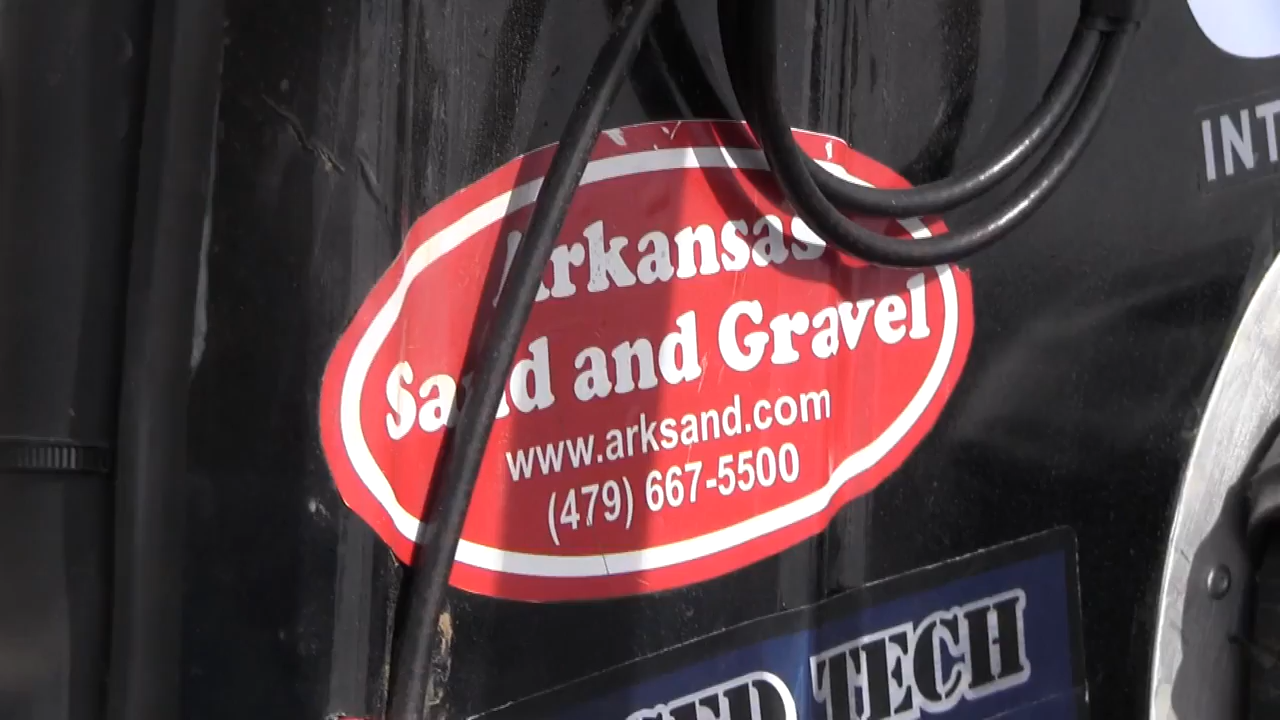 Arkansas
Sand and Gravel
www.arksand.com
(479) 667-5500
INT
TECH